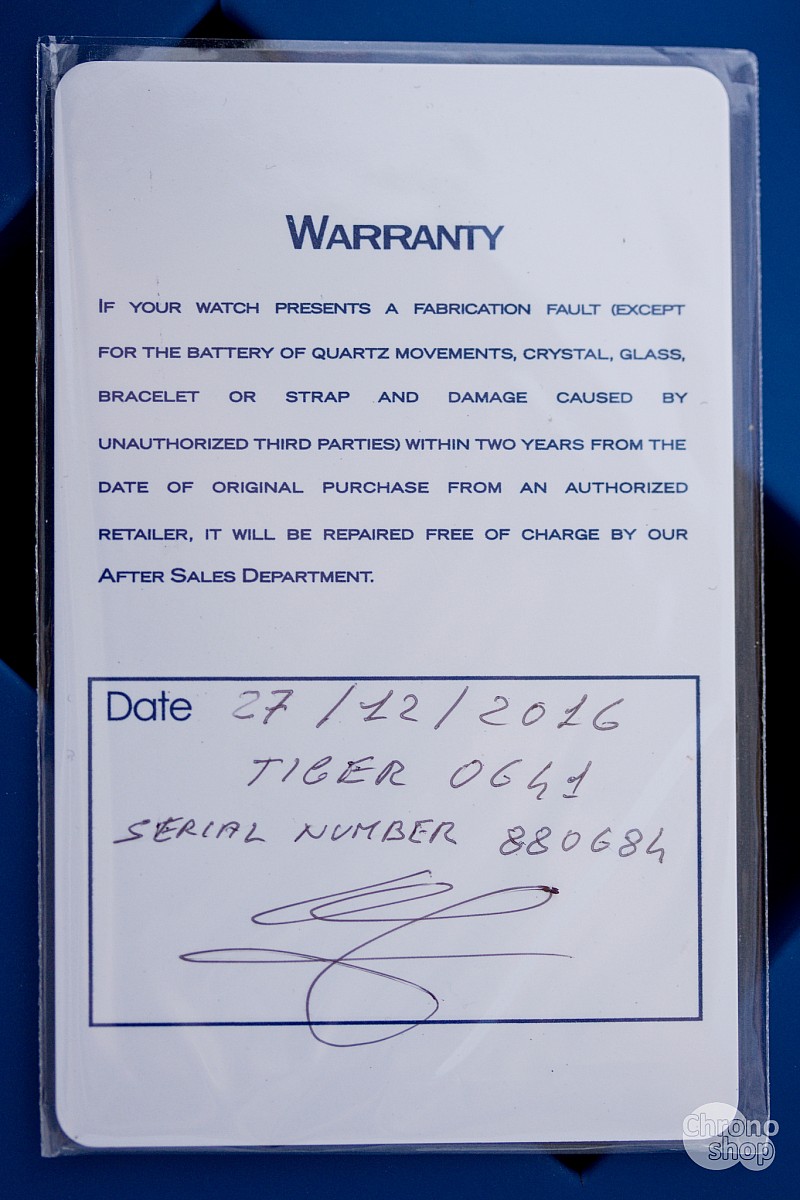 WARRANTY
IF YOUR WATCH PRESENTS A FABRICATION FAULT (EXCEPT
FOR THE BATTERY OF QUARTZ MOVEMENTS, CRYSTAL, GLASS,
BRACELET OR STRAP AND DAMAGE CAUSED BY
UNAUTHORIZED THIRD PARTIES) WITHIN TWO YEARS FROM THE
DATE OF ORIGINAL PURCHASE FROM AN AUTHORIZED
RETAILER, IT WILL BE REPAIRED FREE OF CHARGE BY OUR
AFTER SALES DEPARTMENT.
Date 27/12/2016
TIGER 0641
SERIAL NUMBER 880684
Chrono
shop